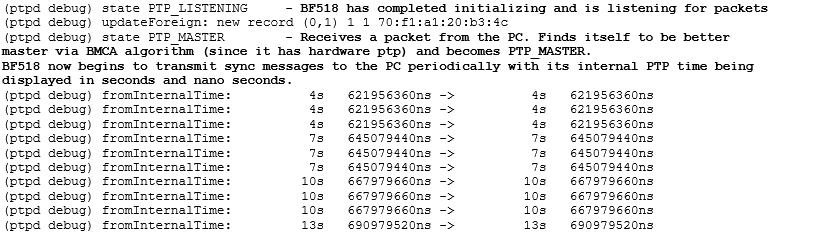 (ptpd debug) state PTP_LISTENING - BF518 has completed initializing and is listening for packets
(ptpd debug) updateForeign: new record (0,1) 1 1 70:f1:a1:20:b3:4c
(ptpd debug) state PTP_MASTER - Receives a packet from the PC. Finds itself to be better
master via BMCA algorithm (since it has hardware ptp) and becomes PTP_MASTER.
BF518 now begins to transmit sync messages to the PC periodically with its internal PTP time being
displayed in seconds and nano seconds.
(ptpd debug) fromInternalTime: 4s 621956360ns -> 4s 621956360ns
(ptpd debug) fromInternalTime: 4s 621956360ns -> 4s 621956360ns
(ptpd debug) fromInternalTime: 4s 621956360ns -> 4s 621956360ns
(ptpd debug) fromInternalTime: 7s 645079440ns -> 7s 645079440ns
(ptpd debug) fromInternalTime: 7s 645079440ns -> 7s 645079440ns
(ptpd debug) fromInternalTime: 7s 645079440ns -> 7s 645079440ns
(ptpd debug) fromInternalTime: 10s 667979660ns -> 10s 667979660ns
(ptpd debug) fromInternalTime: 10s 667979660ns -> 10s 667979660ns
(ptpd debug) fromInternalTime: 10s 667979660ns -> 10s 667979660ns
(ptpd debug) fromInternalTime: 13s 690979520ns -> 13s 690979520ns